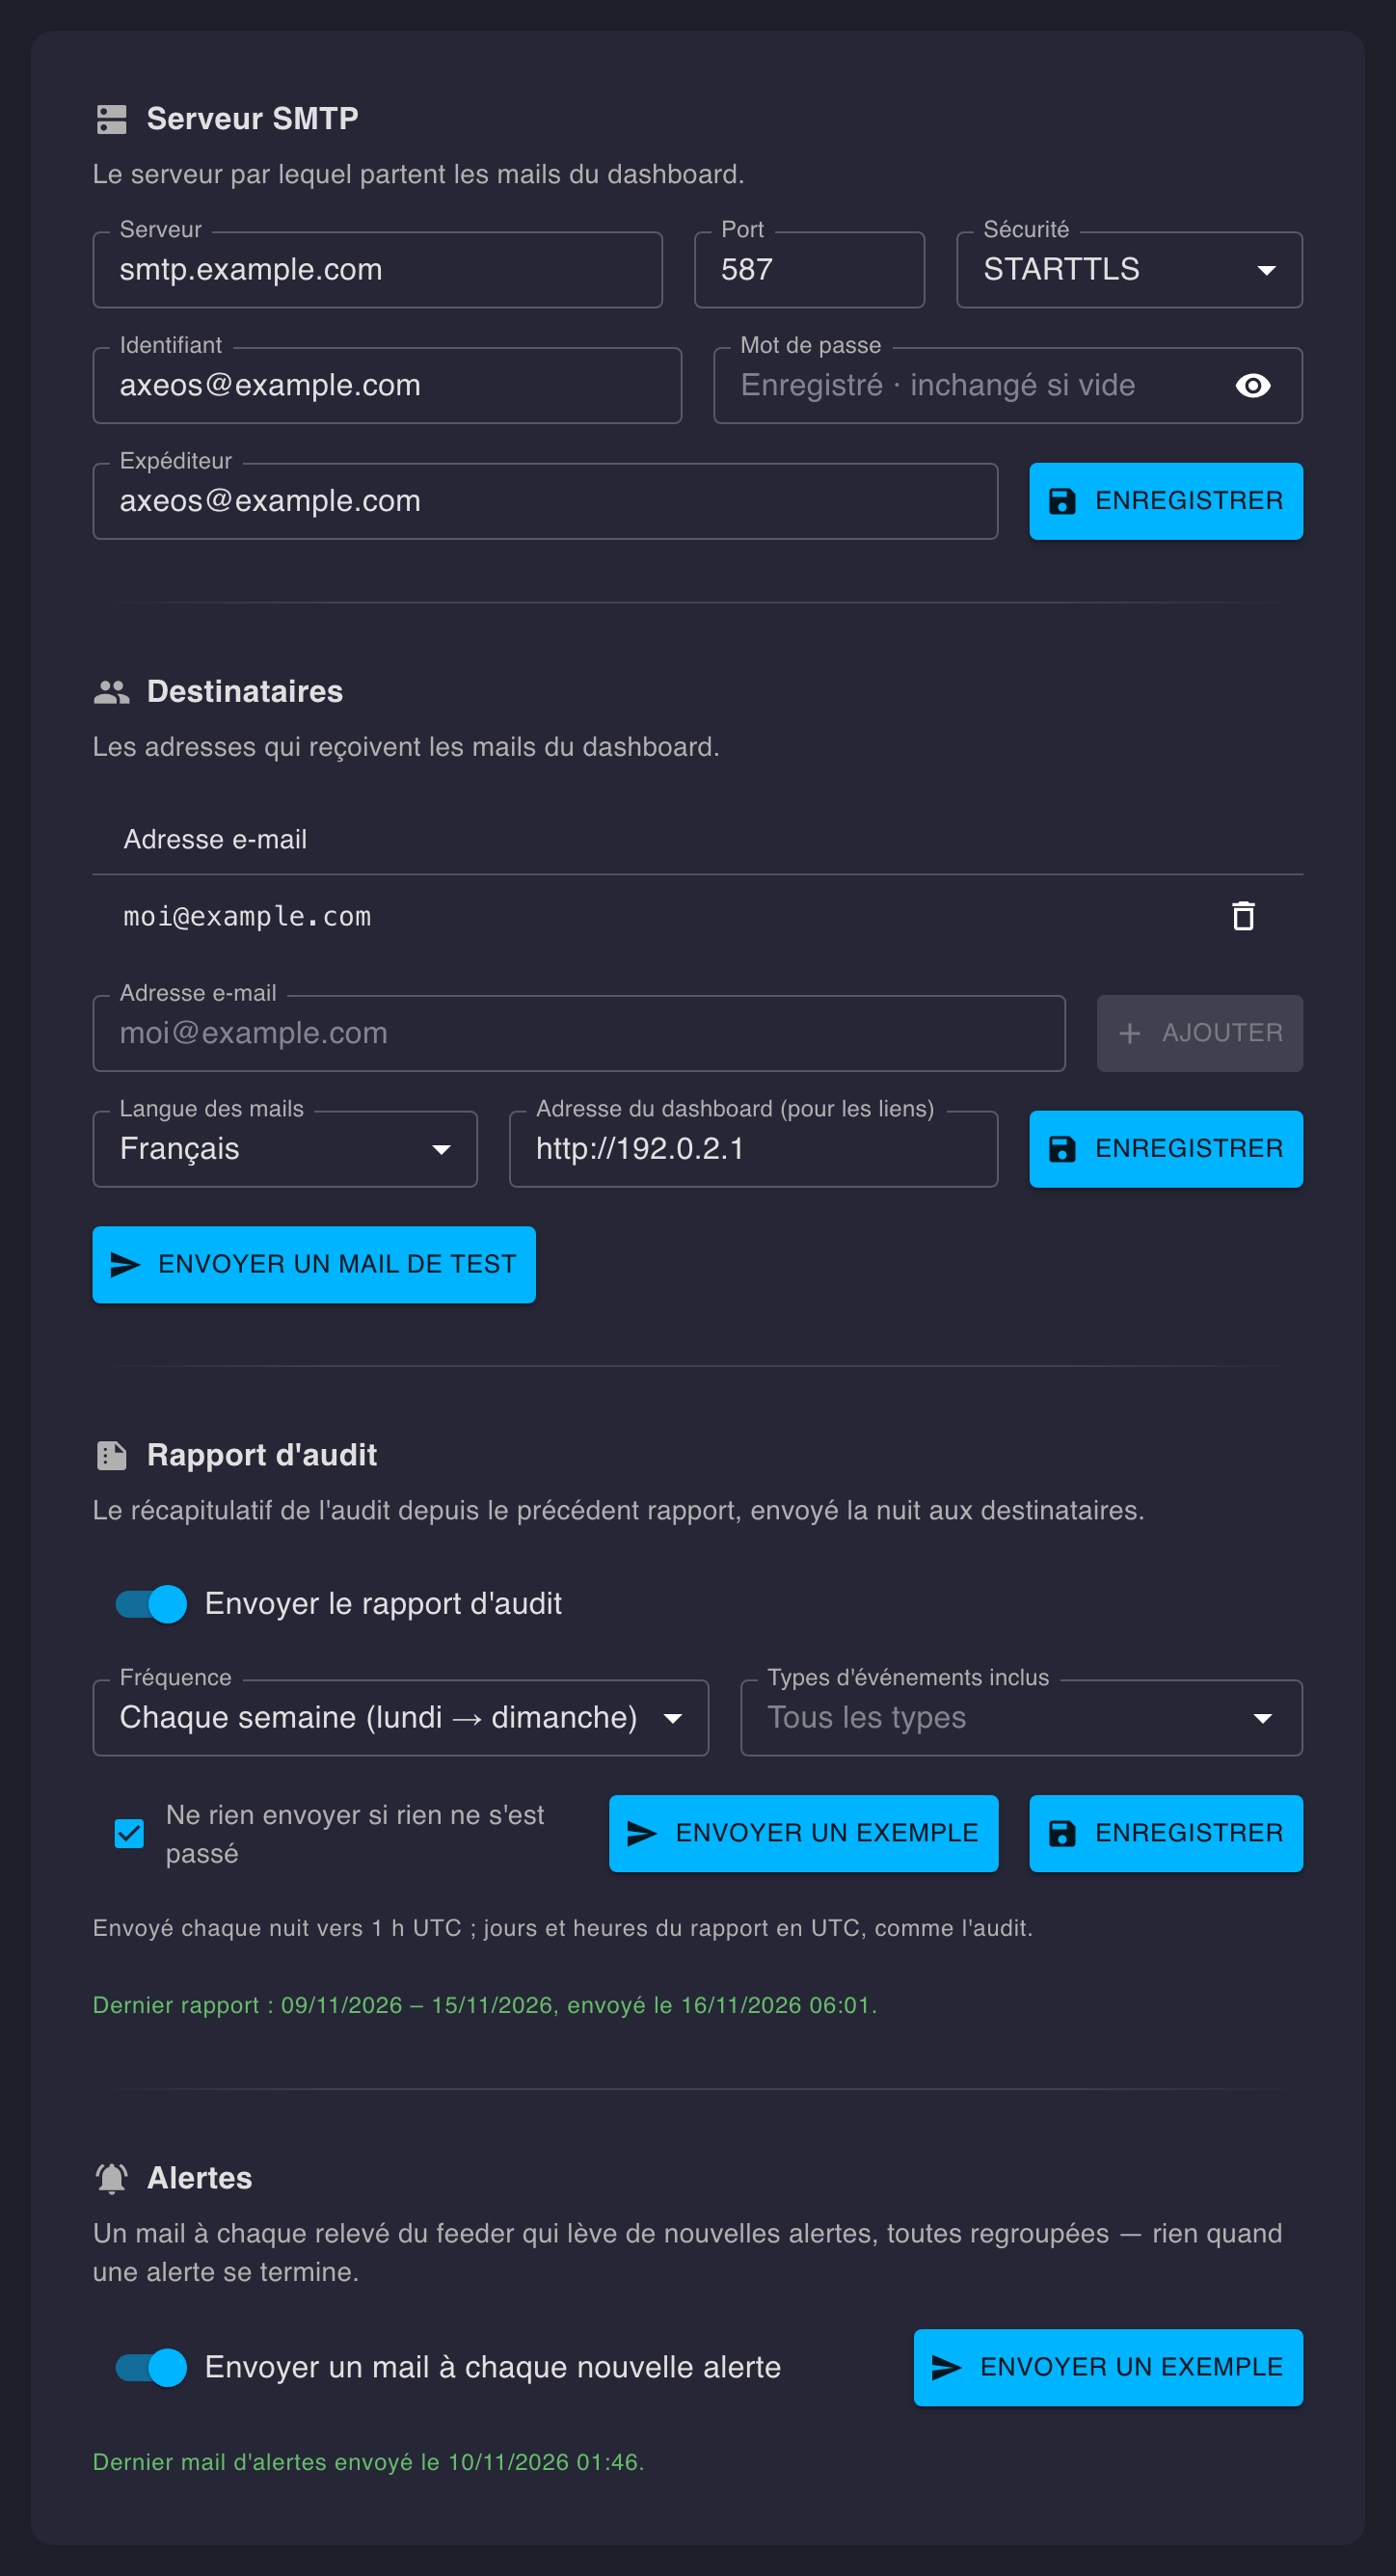 Serveur SMTP
Le serveur par lequel partent les mails du dashboard.
Serveur
smtp.example.com
Port
587
Sécurité
STARTTLS
Identifiant
axeos@example.com
Mot de passe
Enregistré · inchangé si vide
Expéditeur
axeos@example.com
ENREGISTRER
Destinataires
Les adresses qui reçoivent les mails du dashboard.
Adresse e-mail
moi@example.com
Adresse e-mail
moi@example.com
AJOUTER
Langue des mails
Français
Adresse du dashboard (pour les liens)
http://192.0.2.1
ENREGISTRER
ENVOYER UN MAIL DE TEST
Rapport d'audit
Le récapitulatif de l'audit depuis le précédent rapport, envoyé la nuit aux destinataires.
Envoyer le rapport d'audit
Fréquence
Chaque semaine (lundi → dimanche)
Types d'événements inclus
Tous les types
Ne rien envoyer si rien ne s'est
passé
ENVOYER UN EXEMPLE
ENREGISTRER
Envoyé chaque nuit vers 1 h UTC ; jours et heures du rapport en UTC, comme l'audit.
Dernier rapport : 09/11/2026 – 15/11/2026, envoyé le 16/11/2026 06:01.
Alertes
Un mail à chaque relevé du feeder qui lève de nouvelles alertes, toutes regroupées — rien quand
une alerte se termine.
Envoyer un mail à chaque nouvelle alerte
ENVOYER UN EXEMPLE
Dernier mail d'alertes envoyé le 10/11/2026 01:46.